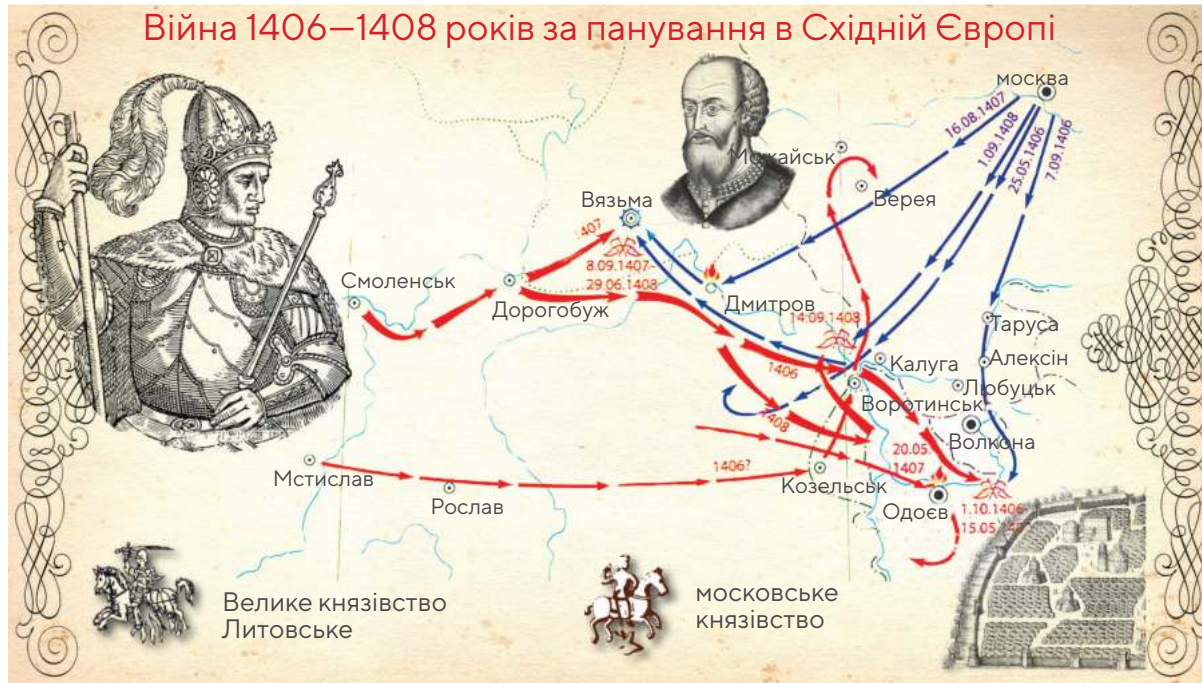 Війна 1406—1408 років за панування в Східній Європі
москва
16.08.1407
1.09.1408
25.05.1406
7.09.1406
Можайськ
Верея
Вязьма
1407
8.09.1407-
29.06.1408
Смоленськ
Дорогобуж
Дмитров
14.09.1408
Таруса
Алексін
Калуга
Любуцьк
1406
Воротинськ
1408
Волкона
20.05.
1407
Мстислав
1406?
Козельськ
Рослав
Одоєв
1.10.1406-
Велике князівство
Литовське
московське
князівство